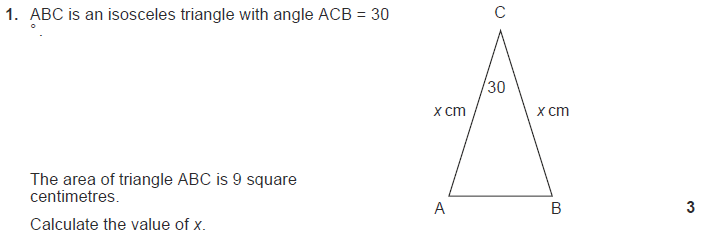 1. ABC is an isosceles triangle with angle ACB = 30
° .
C
30
x cm
x cm
The area of triangle ABC is 9 square
centimetres.
A
B
3
Calculate the value of x.